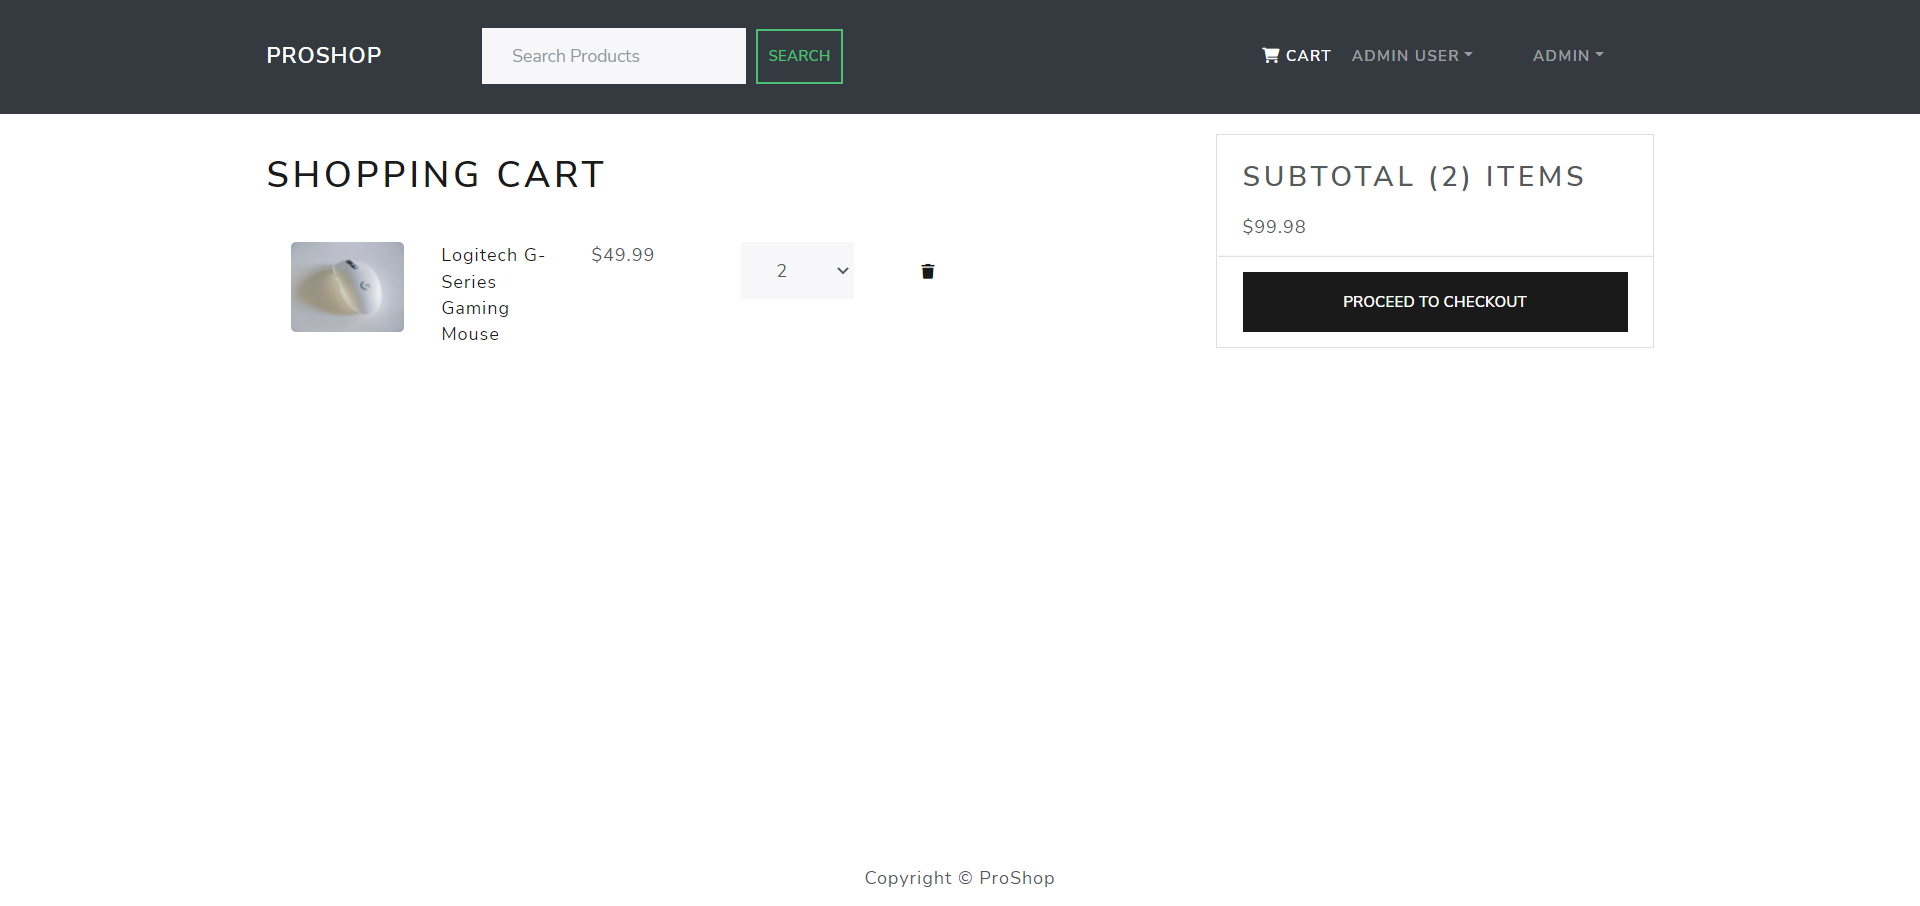 PROSHOP
Search Products
SEARCH
CART
ADMIN USER
ADMIN
SHOPPING CART
Logitech G-
Series
Gaming
Mouse
$49.99
2
SUBTOTAL (2) ITEMS
$99.98
PROCEED TO CHECKOUT
Copyright © ProShop